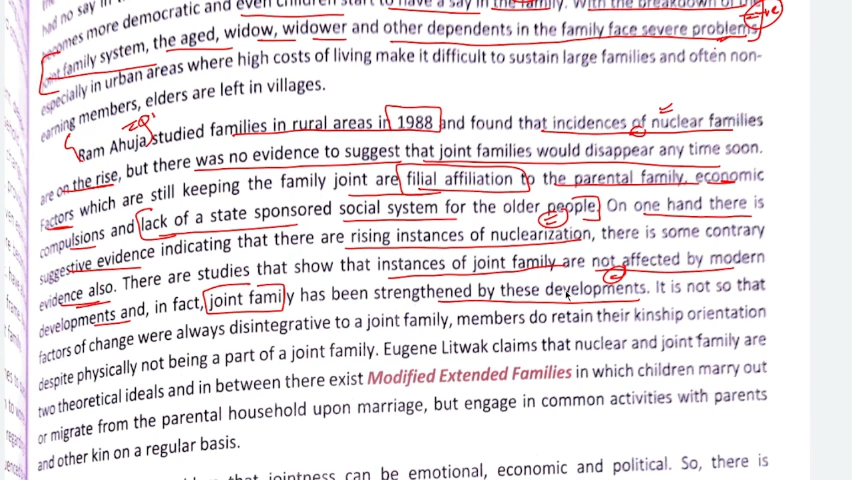 had no say in the family. With the breakdown of the
becomes more democratic and even children start to have a say in the family. With the breakdown of the
joint family system, the aged, widow, widower and other dependents in the family face severe problems
especially in urban areas where high costs of living make it difficult to sustain large families and often non-
earning members, elders are left in villages.
Ram Ahuja studied families in rural areas in 1988 and found that incidences of nuclear families
are on the rise, but there was no evidence to suggest that joint families would disappear any time soon.
Factors which are still keeping the family joint are filial affiliation to the parental family, economic
compulsions and lack of a state sponsored social system for the older people. On one hand there is
suggestive evidence indicating that there are rising instances of nuclearization, there is some contrary
evidence also. There are studies that show that instances of joint family are not affected by modern
developments and, in fact, joint family has been strengthened by these developments. It is not so that
factors of change were always disintegrative to a joint family, members do retain their kinship orientation
despite physically not being a part of a joint family. Eugene Litwak claims that nuclear and joint family are
two theoretical ideals and in between there exist Modified Extended Families in which children marry out
or migrate from the parental household upon marriage, but engage in common activities with parents
and other kin on a regular basis.
that jointness can be emotional, economic and political. So, there is